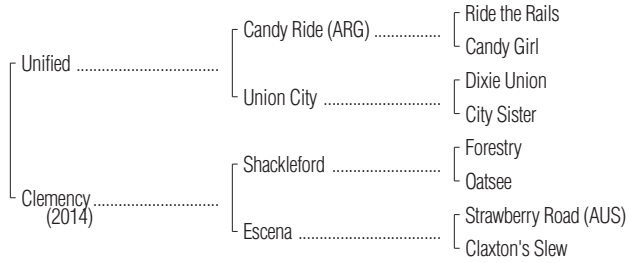 Ride the Rails
Candy Ride (ARG) ................
Candy Girl
Unified ............................
Dixie Union
Union City .......................
City Sister
Forestry
Shackleford .....................
Oatsee
Clemency .........................
(2014)
Strawberry Road (AUS)
Escena ............................
Claxton's Slew